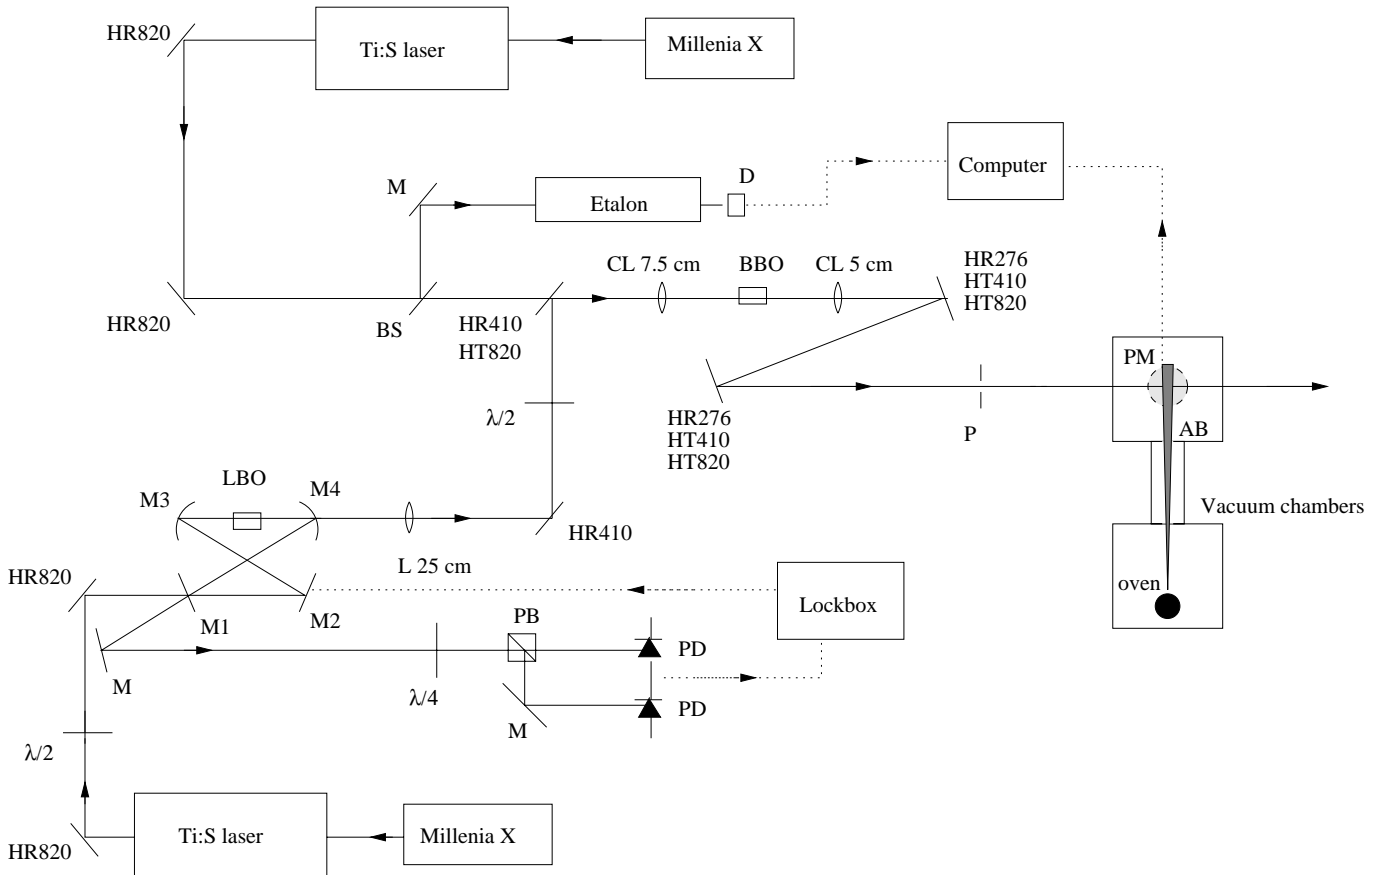 HR820
Ti:S laser
Millenia X
Computer
M
D
Etalon
CL 7.5 cm
BBO
CL 5 cm
HR276
HT410
HT820
HR820
BS
HR410
HT820
PM
λ/2
HR276
HT410
HT820
P
AB
LBO
M3
M4
Vacuum chambers
HR410
HR820
L 25 cm
oven
Lockbox
M1
M2
PB
PD
M
λ/4
PD
M
λ/2
Ti:S laser
Millenia X
HR820